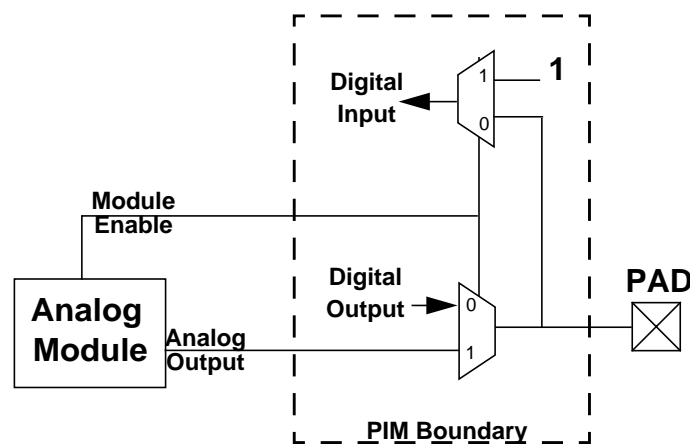 1
1
Digital
Input
0
Module
Enable
Digital
Output
0
PAD
Analog
Module
Analog
Output
1
PIM Boundary